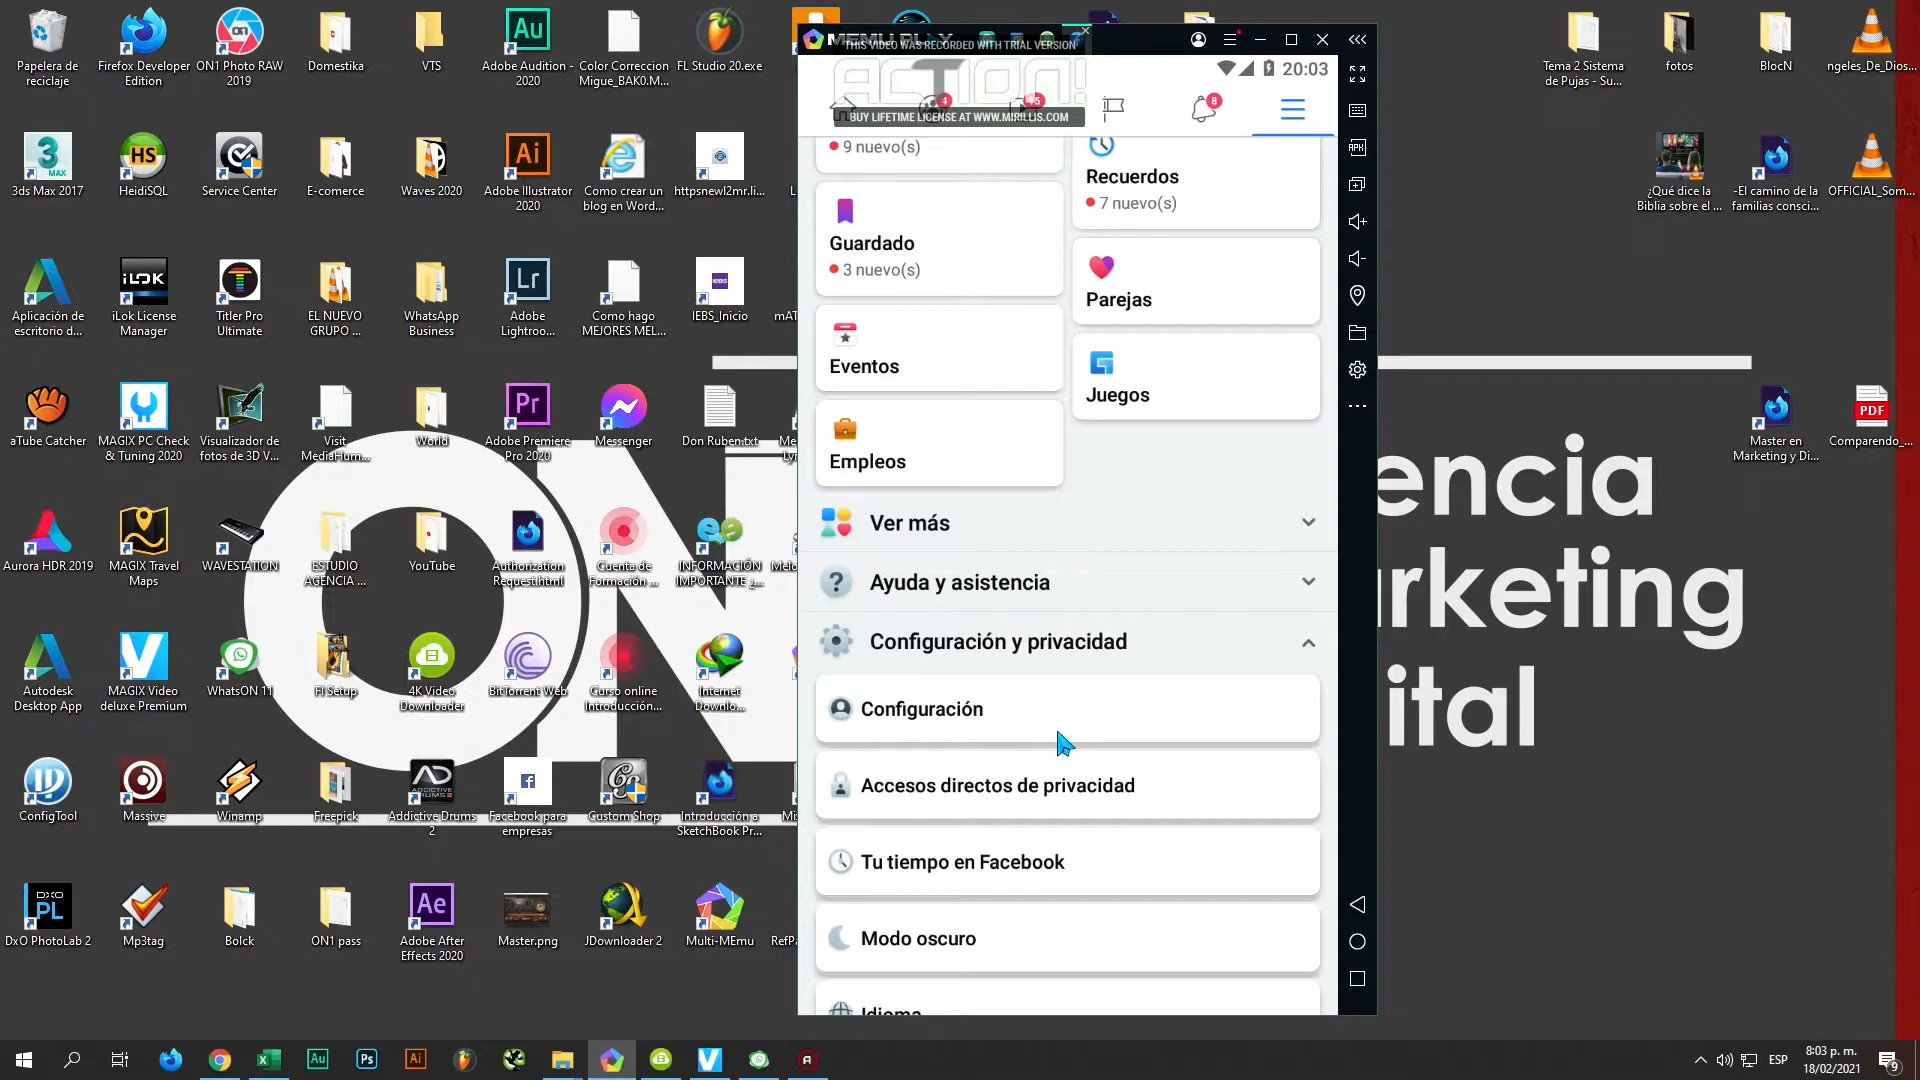 Papelera de
reciclaje
Firefox Developer
Edition
ON1 Photo RAW
2019
Domestika
VTS
Adobe Audition -
2020
Color Correccion
Migue_BAK0.M...
FL Studio 20.exe
Tema 2 Sistema
de Pujas - Su...
fotos
BlocN
ngeles_De_Dios...
3ds Max 2017
HeidiSQL
Service Center
E-comerce
Waves 2020
Adobe Illustrator
2020
Como crear un
blog en Word...
httpsnewl2mr.li...
¿Qué dice la
Biblia sobre el ...
-El camino de la
familias consci...
OFFICIAL_Som...
Aplicación de
escritorio d...
iLok License
Manager
Titler Pro
Ultimate
EL NUEVO
GRUPO ...
WhatsApp
Business
Adobe
Lightroo...
Como hago
MEJORES MEL...
IEBS_Inicio
aTube Catcher
MAGIX PC Check
& Tuning 2020
Visualizador de
fotos de 3D V...
Visit
MediaHum...
World
Adobe Premiere
Pro 2020
Messenger
Don Ruben.txt
Master en
Marketing y Di...
Comparendo_...
Aurora HDR 2019
MAGIX Travel
Maps
WAVESTATION
ESTUDIO
AGENCIA ...
YouTube
Authorization
Request.html
Cuenta de
Formación ...
INFORMACIÓN
IMPORTANTE ¿...
Autodesk
Desktop App
MAGIX Video
deluxe Premium
WhatsON 11
Fl Setup
4K Video
Downloader
BitTorrent Web
Curso online
Introducción...
Internet
Downlo...
ConfigTool
Massive
Winamp
Freepick
Addictive Drums
2
Facebook para
empresas
Custom Shop
Introducción a
SketchBook Pr...
DxO PhotoLab 2
Mp3tag
Bolck
ON1 pass
Adobe After
Effects 2020
Master.png
JDownloader 2
Multi-MEmu
RefPa
ON
encia
rketing
ital
MEMU PLAY
THIS VIDEO WAS RECORDED WITH TRIAL VERSION
ACTION!
BUY LIFETIME LICENSE AT WWW.MIRILLIS.COM
20:03
4
8
9 nuevo(s)
Recuerdos
7 nuevo(s)
Guardado
3 nuevo(s)
Parejas
Eventos
Juegos
Empleos
Ver más
Ayuda y asistencia
Configuración y privacidad
Configuración
Accesos directos de privacidad
Tu tiempo en Facebook
Modo oscuro
Idioma
ESP
8:03 p. m.
18/02/2021
9